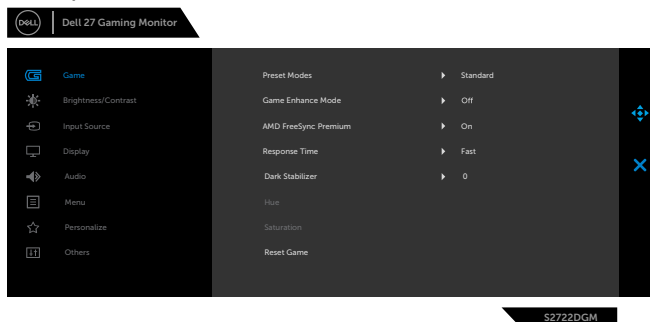 DELL
Dell 27 Gaming Monitor
Game
Brightness/Contrast
Input Source
Display
Audio
Menu
Personalize
Others
Preset Modes Standard
Game Enhance Mode Off
AMD FreeSync Premium On
Response Time Fast
Dark Stabilizer 0
Hue
Saturation
Reset Game
S2722DGM